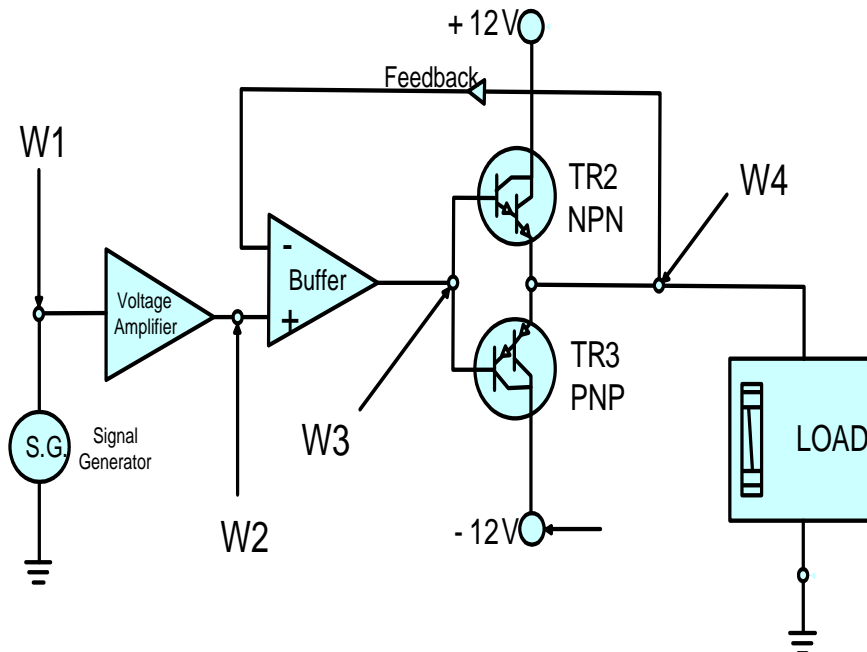 + 12V
Feedback
W1
TR2
NPN
W4
-
Buffer
+
Voltage
Amplifier
TR3
PNP
W3
S.G.
Signal
Generator
LOAD
W2
- 12V